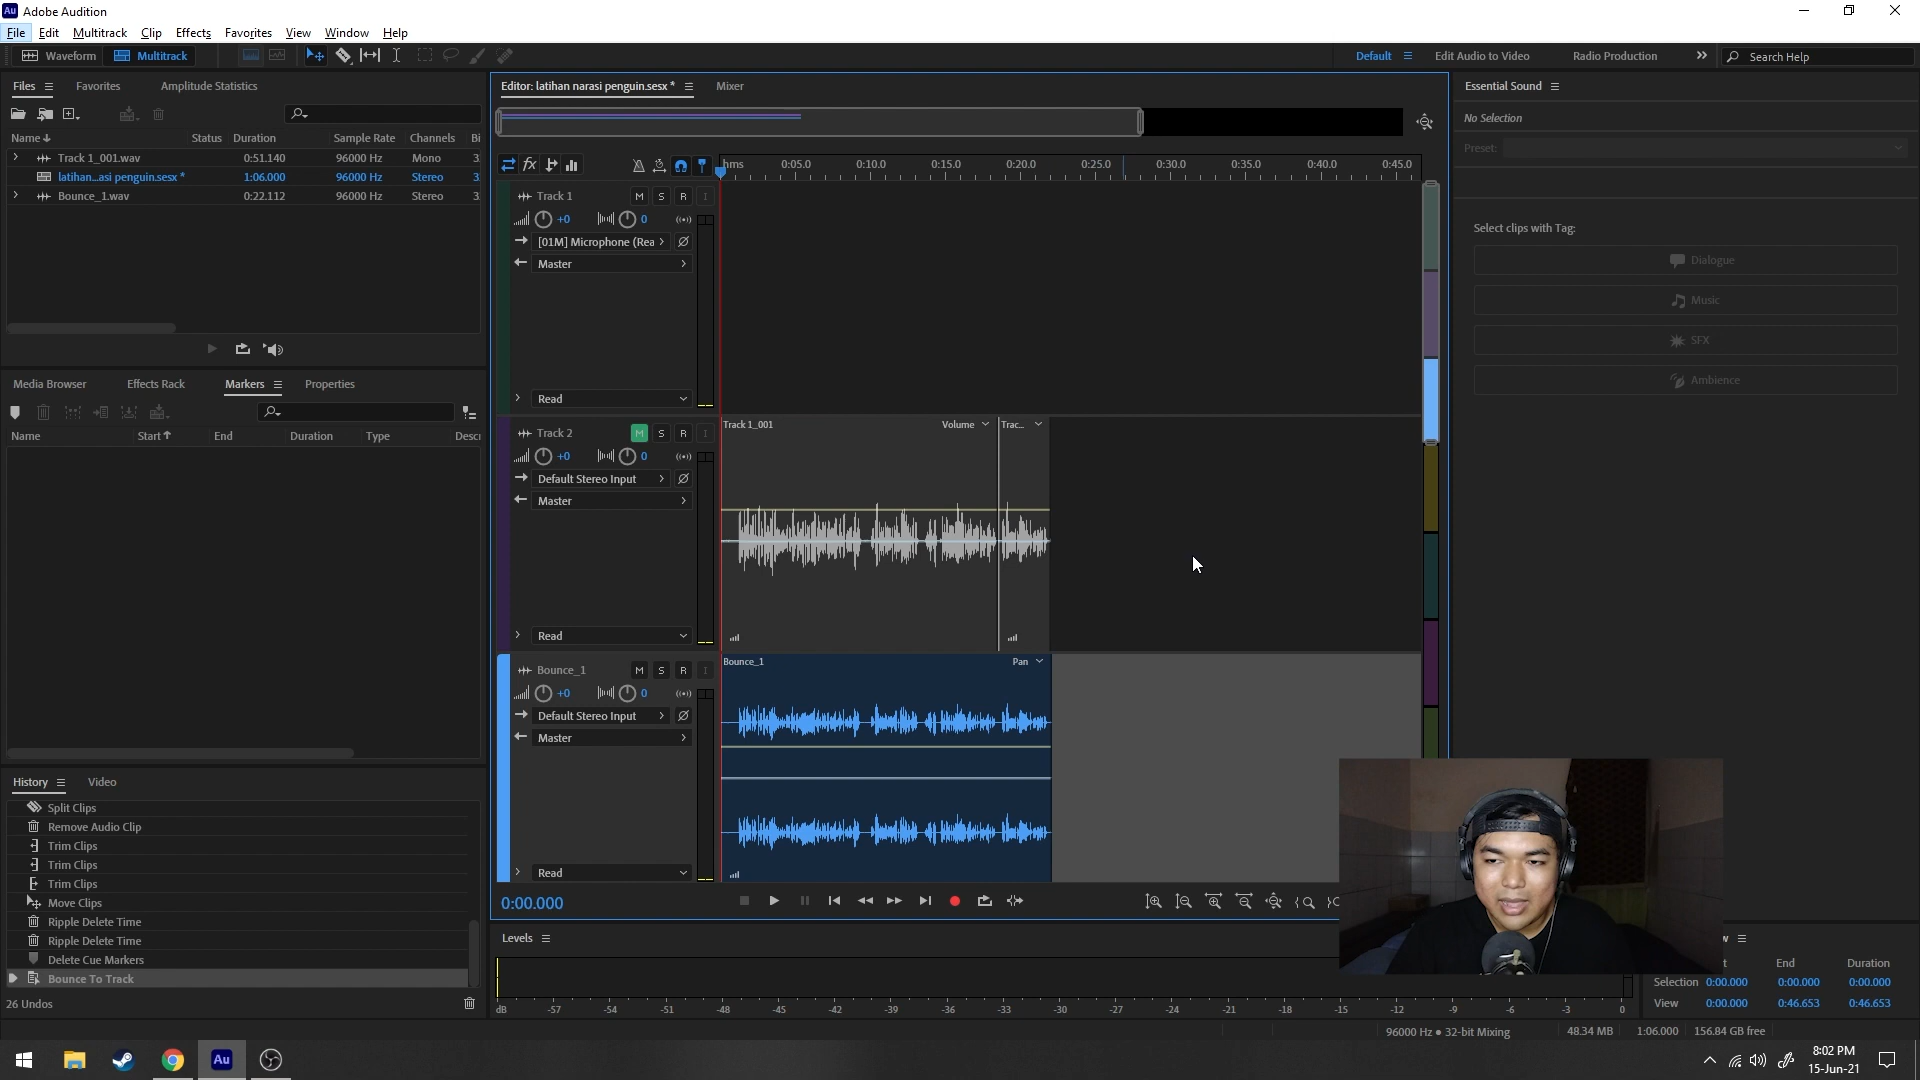 Adobe Audition
File Edit Multitrack Clip Effects Favorites View Window Help
Waveform Multitrack Default Edit Audio to Video Radio Production Search Help
Files Favorites Amplitude Statistics
Name Status Duration Sample Rate Channels Bi
Track 1_001.wav 0:51.140 96000 Hz Mono 3
latihan...asi penguin.sesx * 1:06.000 96000 Hz Stereo 3
Bounce_1.wav 0:22.112 96000 Hz Stereo 3
Media Browser Effects Rack Markers Properties
Name Start End Duration Type Descr
History Video
Split Clips
Remove Audio Clip
Trim Clips
Trim Clips
Trim Clips
Move Clips
Ripple Delete Time
Ripple Delete Time
Delete Cue Markers
Bounce To Track
26 Undos
Editor: latihan narasi penguin.sesx * Mixer
fx hms 0:05.0 0:10.0 0:15.0 0:20.0 0:25.0 0:30.0 0:35.0 0:40.0 0:45.0
Track 1 M S R I
+0 0
[01M] Microphone (Rea
Master
Read
Track 2 M S R I
+0 0
Default Stereo Input
Master
Read
Track 1_001 Volume Trac...
Bounce_1 M S R I
+0 0
Default Stereo Input
Master
Read
Bounce_1 Pan
0:00.000
Levels
dB -57 -54 -51 -48 -45 -42 -39 -36 -33 -30 -27 -24 -21 -18 -15 -12 -9 -6 -3 0
Essential Sound
No Selection
Preset:
Select clips with Tag:
Dialogue
Music
SFX
Ambience
w
t End Duration
Selection 0:00.000 0:00.000 0:00.000
View 0:00.000 0:46.653 0:46.653
96000 Hz ● 32-bit Mixing 48.34 MB 1:06.000 156.84 GB free
Au
8:02 PM
15-Jun-21